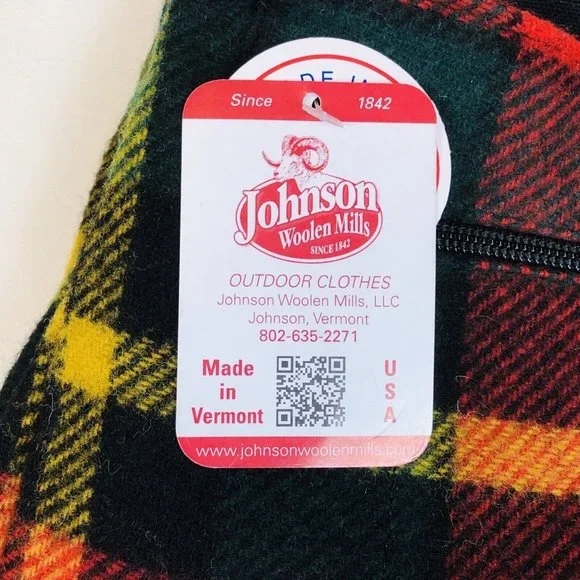 DE I
Since 1842
Johnson
Woolen Mills
SINCE 1842
OUTDOOR CLOTHES
Johnson Woolen Mills, LLC
Johnson, Vermont
802-635-2271
Made
in
Vermont
U
S
A
www.johnsonwoolenmills.com